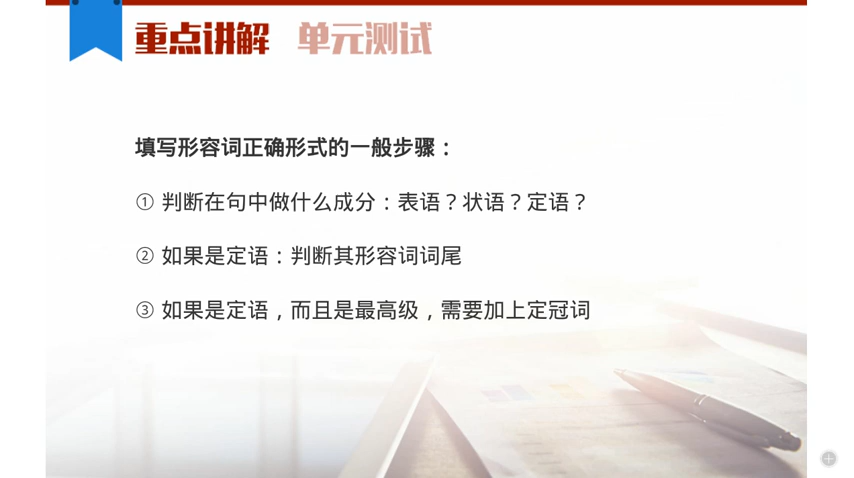 重点讲解 单元测试
填写形容词正确形式的一般步骤：
① 判断在句中做什么成分：表语？状语？定语？
② 如果是定语：判断其形容词词尾
③ 如果是定语，而且是最高级，需要加上定冠词